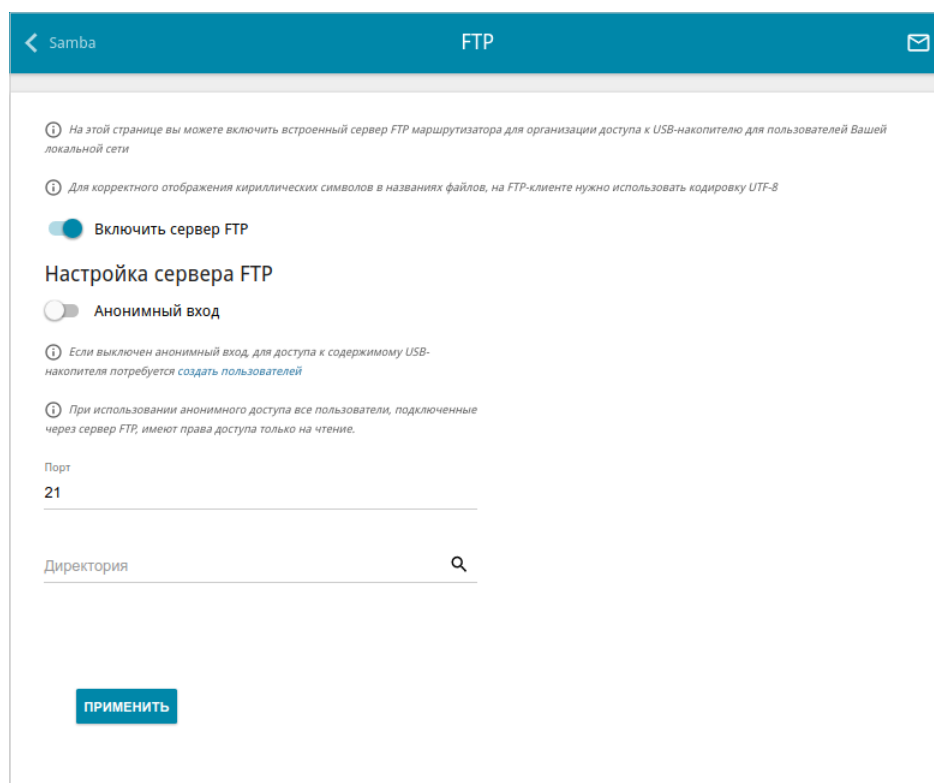 Samba
FTP
На этой странице вы можете включить встроенный сервер FTP маршрутизатора для организации доступа к USB-накопителю для пользователей Вашей
локальной сети
Для корректного отображения кириллических символов в названиях файлов, на FTP-клиенте нужно использовать кодировку UTF-8
Включить сервер FTP
Настройка сервера FTP
Анонимный вход
Если выключен анонимный вход, для доступа к содержимому USB-
накопителя потребуется создать пользователей
При использовании анонимного доступа все пользователи, подключенные
через сервер FTP, имеют права доступа только на чтение.
Порт
21
Директория
ПРИМЕНИТЬ